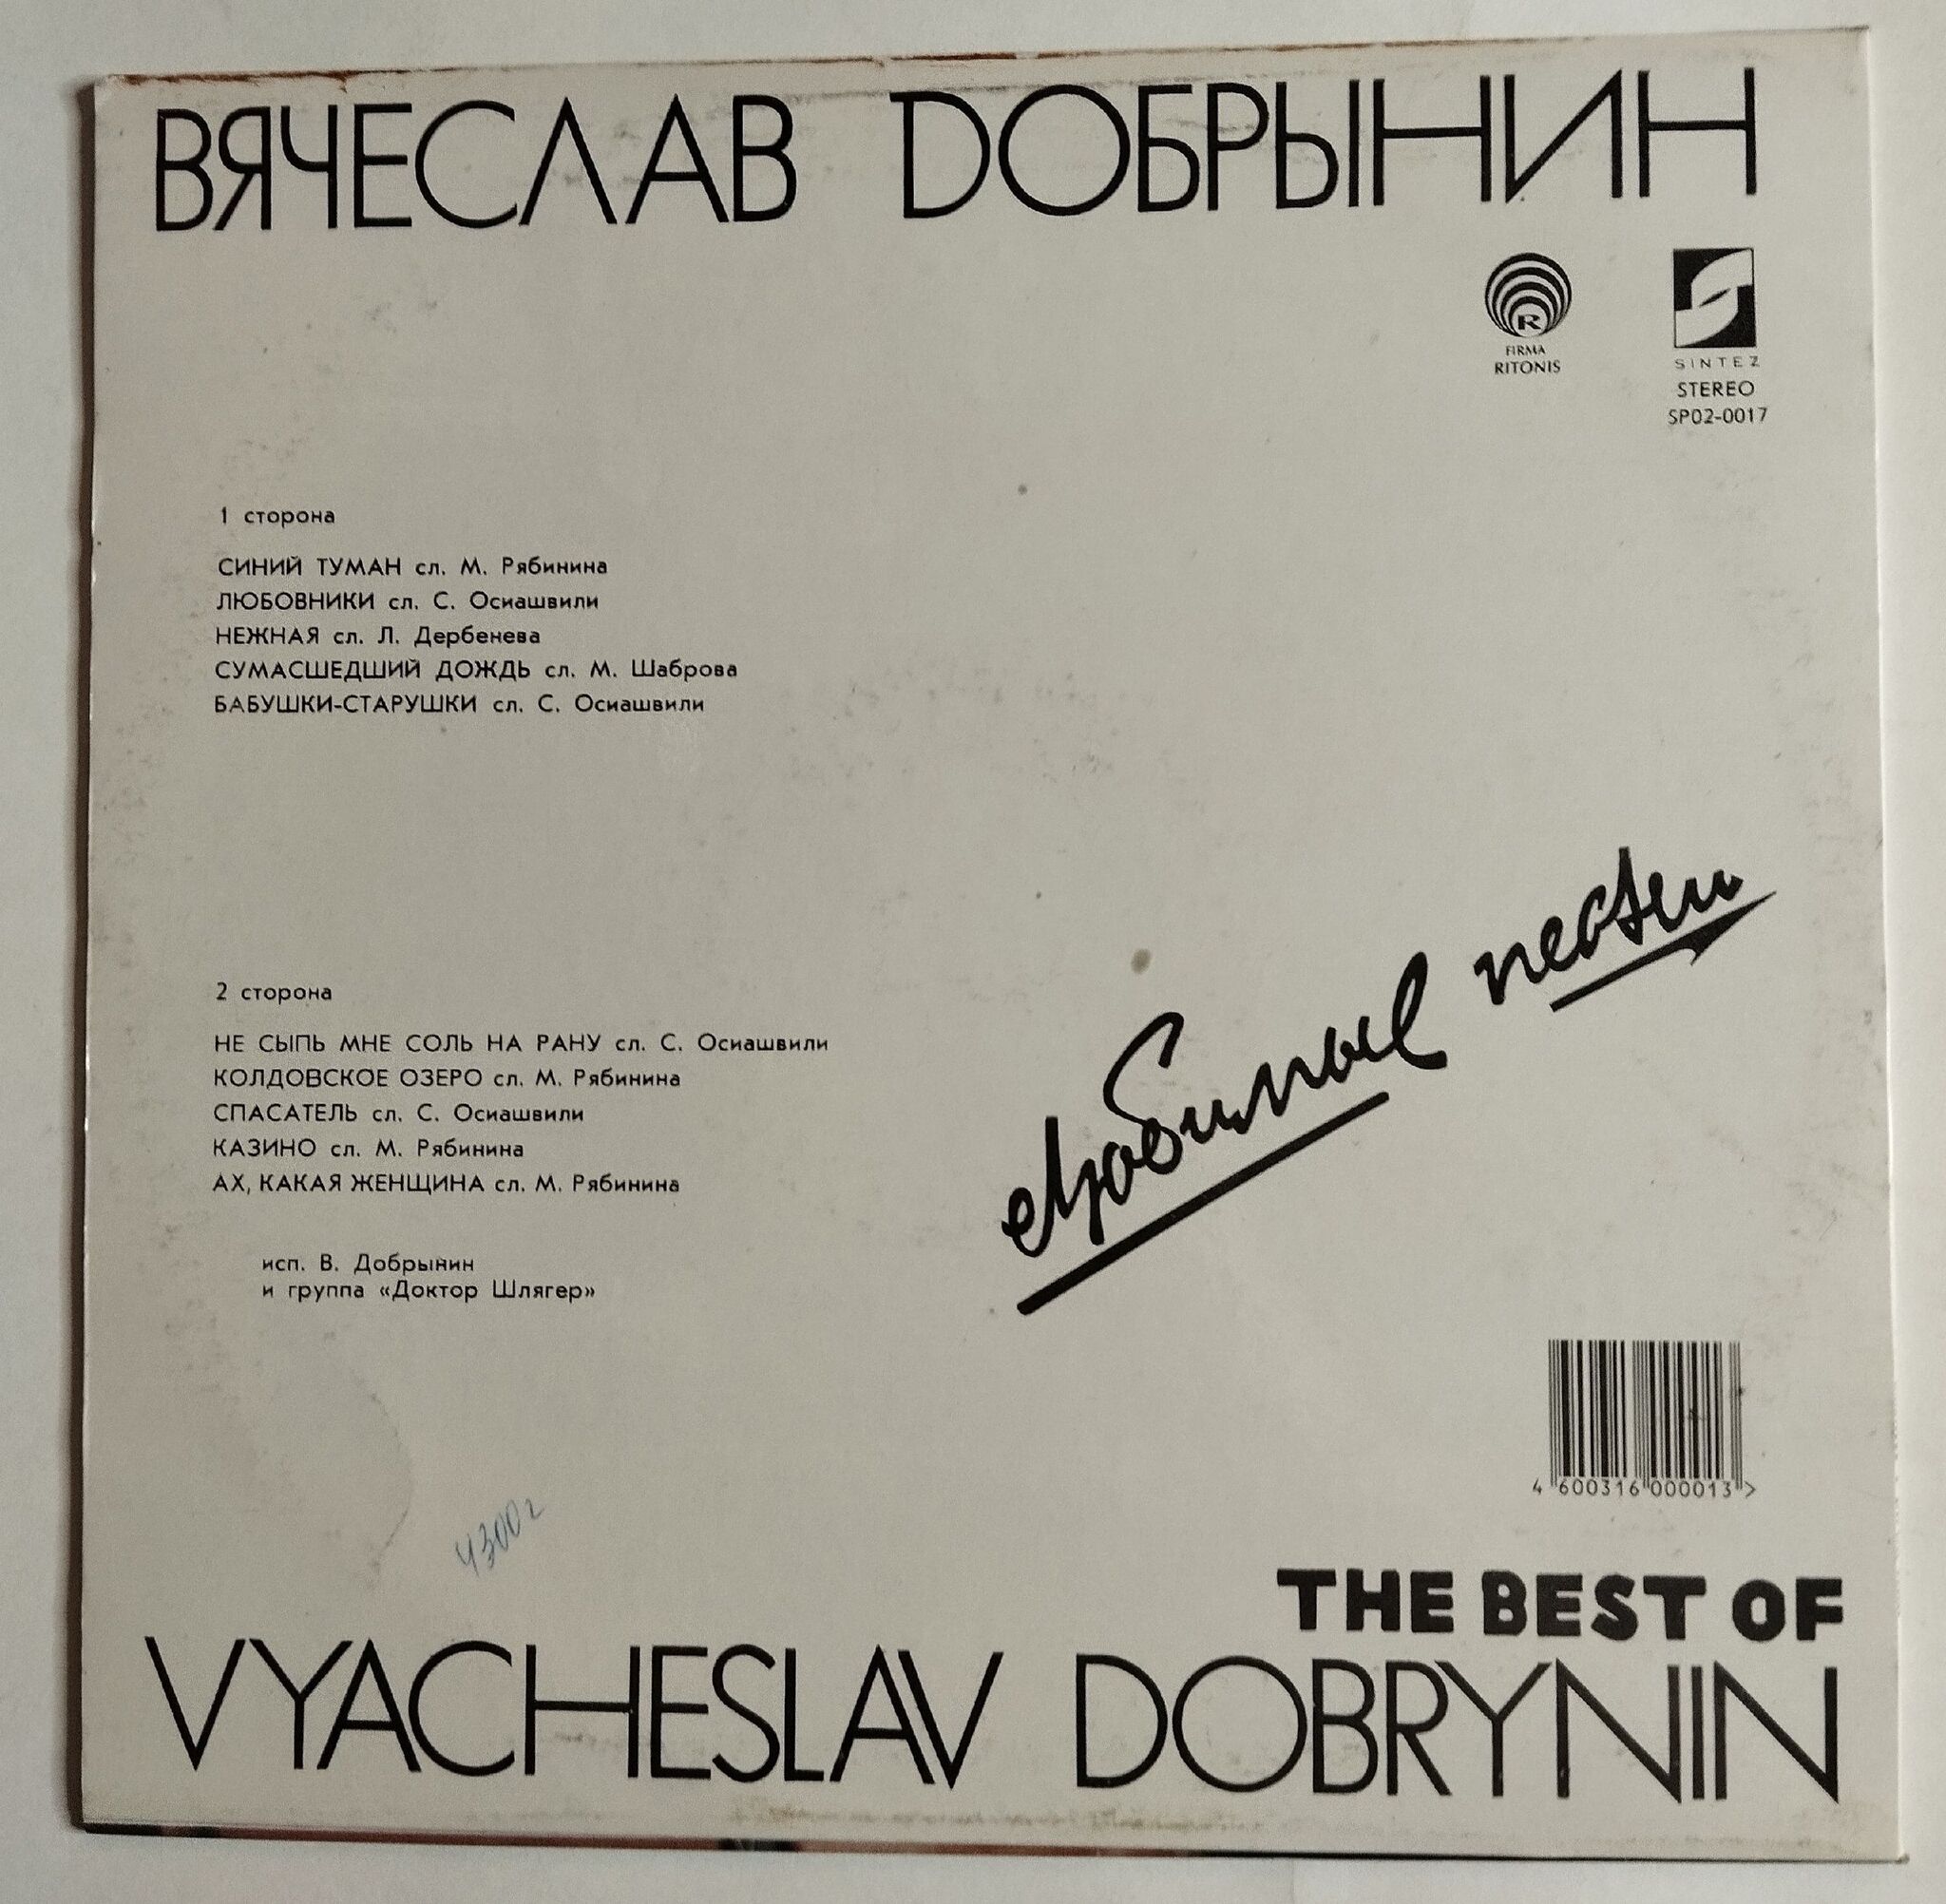 ВЯЧЕСЛАВ ДОБРЫНИН
R
FIRMA
RITONIS
SINTEZ
STEREO
SP02-0017
1 сторона
СИНИЙ ТУМАН сл. М. Рябинина
ЛЮБОВНИКИ сл. С. Осиашвили
НЕЖНАЯ сл. Л. Дербенева
СУМАСШЕДШИЙ ДОЖДЬ сл. М. Шаброва
БАБУШКИ-СТАРУШКИ сл. С. Осиашвили
Любимые песни
2 сторона
НЕ СЫПЬ МНЕ СОЛЬ НА РАНУ сл. С. Осиашвили
КОЛДОВСКОЕ ОЗЕРО сл. М. Рябинина
СПАСАТЕЛЬ сл. С. Осиашвили
КАЗИНО сл. М. Рябинина
АХ, КАКАЯ ЖЕНЩИНА сл. М. Рябинина
исп. В. Добрынин
и группа «Доктор Шлягер»
4 600316 000013 >
THE BEST OF
VYACHESLAV DOBRYNIN